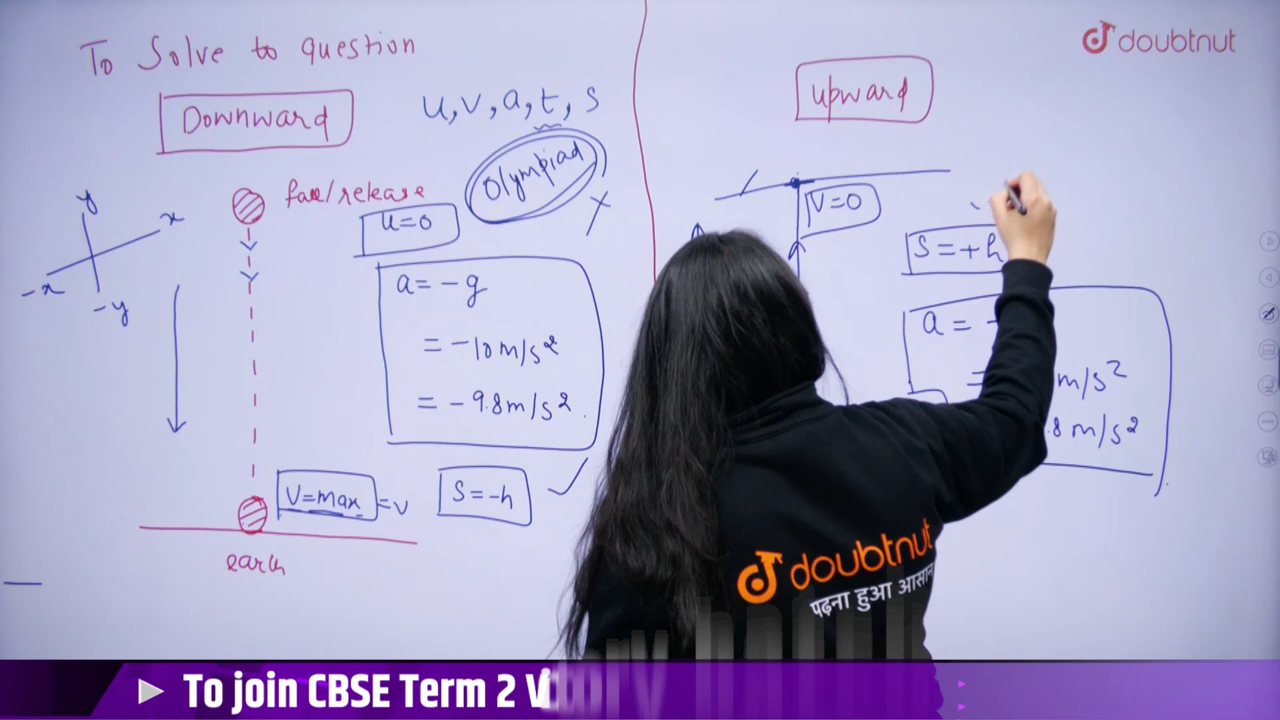 To Solve to question
doubtnut
Downward
u, v, a, t, s
Olympiad
upward
y
x
-x
-y
fall/release
u=0
a = -g
= -10 m/s2
= -9.8 m/s2.
V=max = v
S=-h
earth
V=0
S=+h
a = -
= m/s2
.8 m/s2
doubtnut
पढ़ना हुआ आसान
To join CBSE Term 2 V